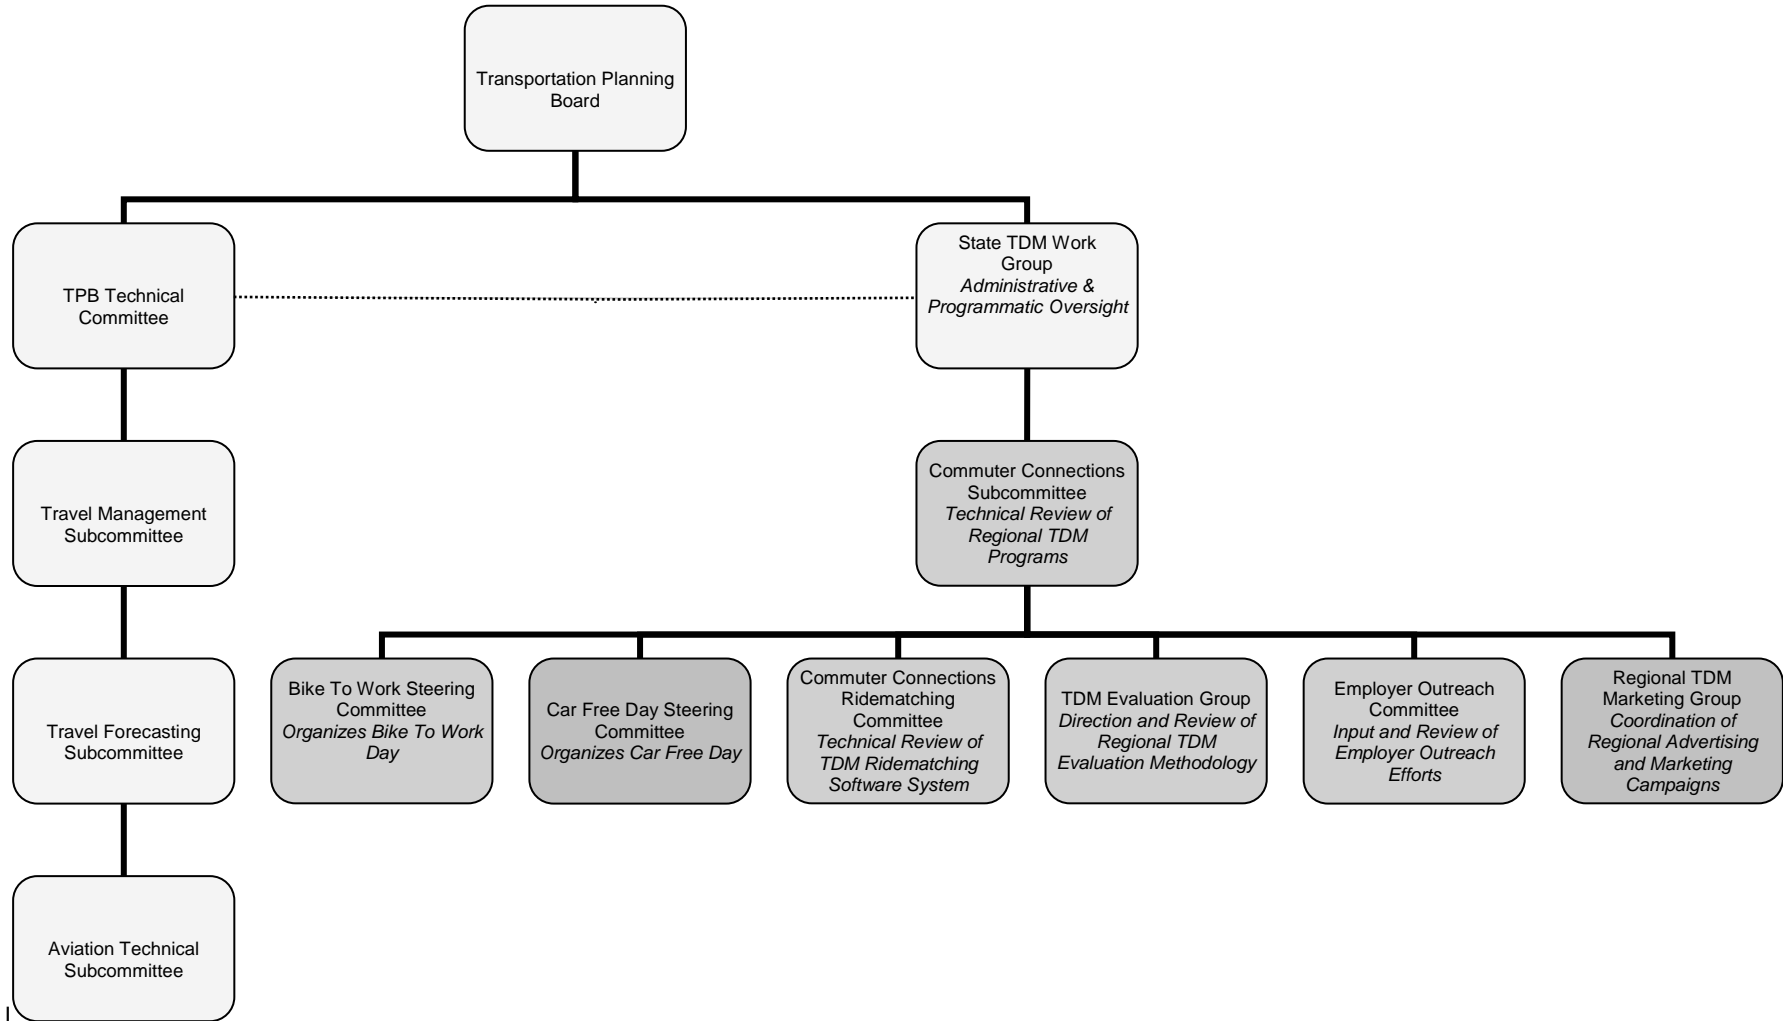 Transportation Planning
Board
TPB Technical
Committee
State TDM Work
Group
Administrative &
Programmatic Oversight
Travel Management
Subcommittee
Commuter Connections
Subcommittee
Technical Review of
Regional TDM
Programs
Travel Forecasting
Subcommittee
Bike To Work Steering
Committee
Organizes Bike To Work
Day
Car Free Day Steering
Committee
Organizes Car Free Day
Commuter Connections
Ridematching
Committee
Technical Review of
TDM Ridematching
Software System
TDM Evaluation Group
Direction and Review of
Regional TDM
Evaluation Methodology
Employer Outreach
Committee
Input and Review of
Employer Outreach
Efforts
Regional TDM
Marketing Group
Coordination of
Regional Advertising
and Marketing
Campaigns
Aviation Technical
Subcommittee